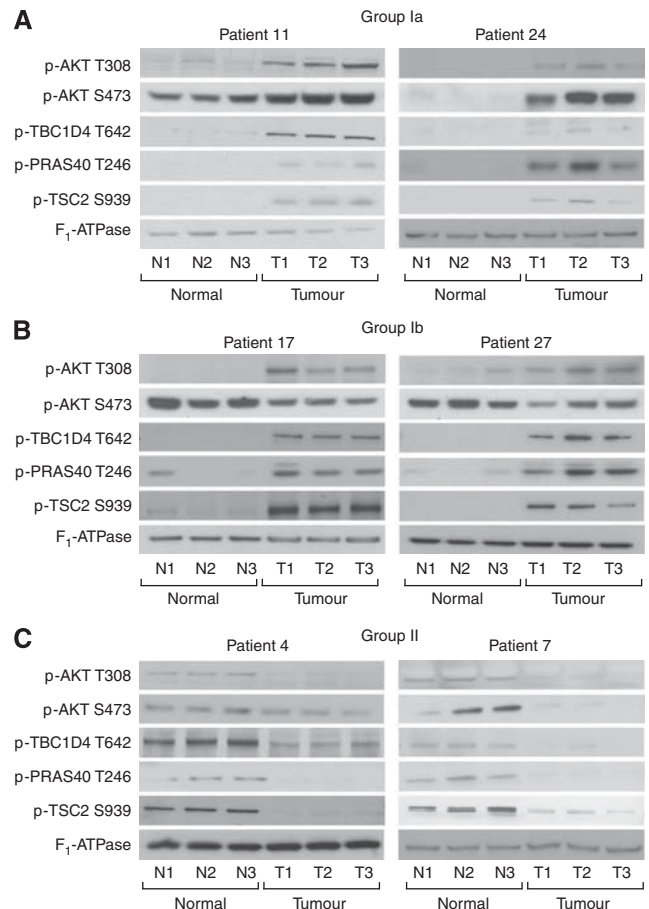 A
Group Ia
Patient 11 Patient 24
p-AKT T308
p-AKT S473
p-TBC1D4 T642
p-PRAS40 T246
p-TSC2 S939
F1-ATPase
N1 N2 N3 T1 T2 T3 N1 N2 N3 T1 T2 T3
Normal Tumour Normal Tumour
B
Group Ib
Patient 17 Patient 27
p-AKT T308
p-AKT S473
p-TBC1D4 T642
p-PRAS40 T246
p-TSC2 S939
F1-ATPase
N1 N2 N3 T1 T2 T3 N1 N2 N3 T1 T2 T3
Normal Tumour Normal Tumour
C
Group II
Patient 4 Patient 7
p-AKT T308
p-AKT S473
p-TBC1D4 T642
p-PRAS40 T246
p-TSC2 S939
F1-ATPase
N1 N2 N3 T1 T2 T3 N1 N2 N3 T1 T2 T3
Normal Tumour Normal Tumour